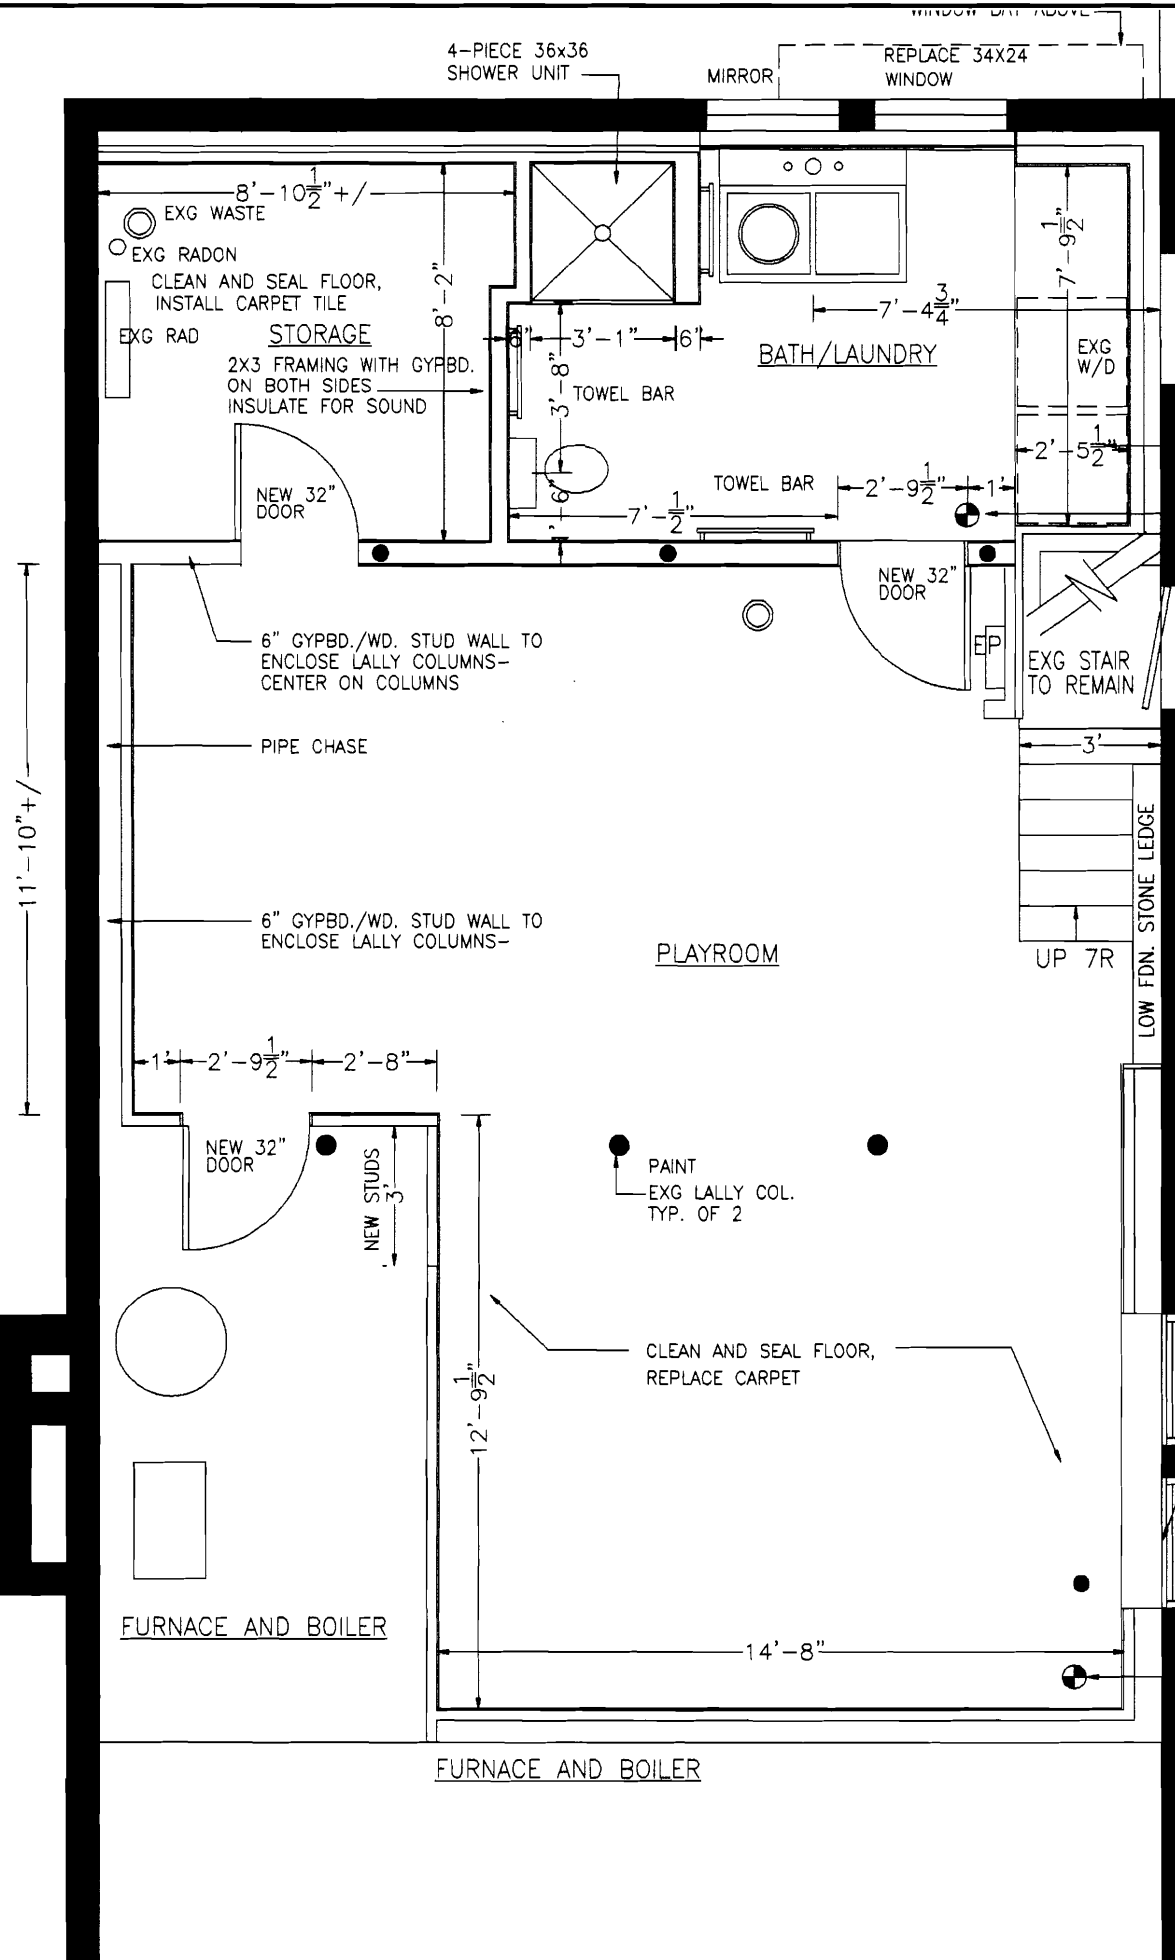 WINDOW BAY ABOVE
4-PIECE 36x36
SHOWER UNIT
MIRROR
REPLACE 34X24
WINDOW
8'-10 1/2"+/-
EXG WASTE
EXG RADON
CLEAN AND SEAL FLOOR,
INSTALL CARPET TILE
EXG RAD
STORAGE
8'-2"
2X3 FRAMING WITH GYPBD.
ON BOTH SIDES
INSULATE FOR SOUND
NEW 32"
DOOR
6"
3'-1"
6"
3'-8"
TOWEL BAR
7'-4 3/4"
BATH/LAUNDRY
7'-9 1/2"
EXG
W/D
2'-5 1/2"
TOWEL BAR
2'-9 1/2"
1'
7'-1/2"
6"
NEW 32"
DOOR
EP
EXG STAIR
TO REMAIN
3'
6" GYPBD./WD. STUD WALL TO
ENCLOSE LALLY COLUMNS-
CENTER ON COLUMNS
PIPE CHASE
11'-10"+/-
6" GYPBD./WD. STUD WALL TO
ENCLOSE LALLY COLUMNS-
PLAYROOM
UP 7R
LOW FDN. STONE LEDGE
1'
2'-9 1/2"
2'-8"
NEW 32"
DOOR
NEW STUDS
3'
PAINT
EXG LALLY COL.
TYP. OF 2
12'-9 1/2"
CLEAN AND SEAL FLOOR,
REPLACE CARPET
FURNACE AND BOILER
14'-8"
FURNACE AND BOILER